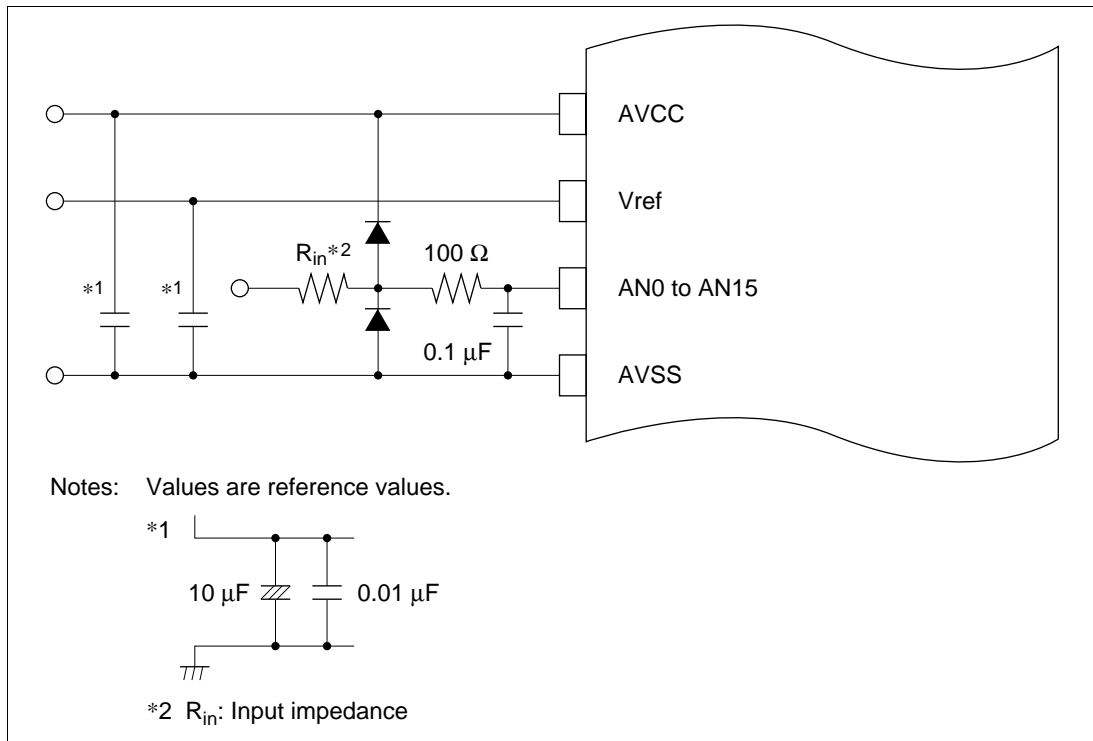 AVCC
Vref
Rin*2
100 Ω
*1
*1
AN0 to AN15
0.1 μF
AVSS
Notes: Values are reference values.
*1
10 μF
0.01 μF
*2 Rin: Input impedance